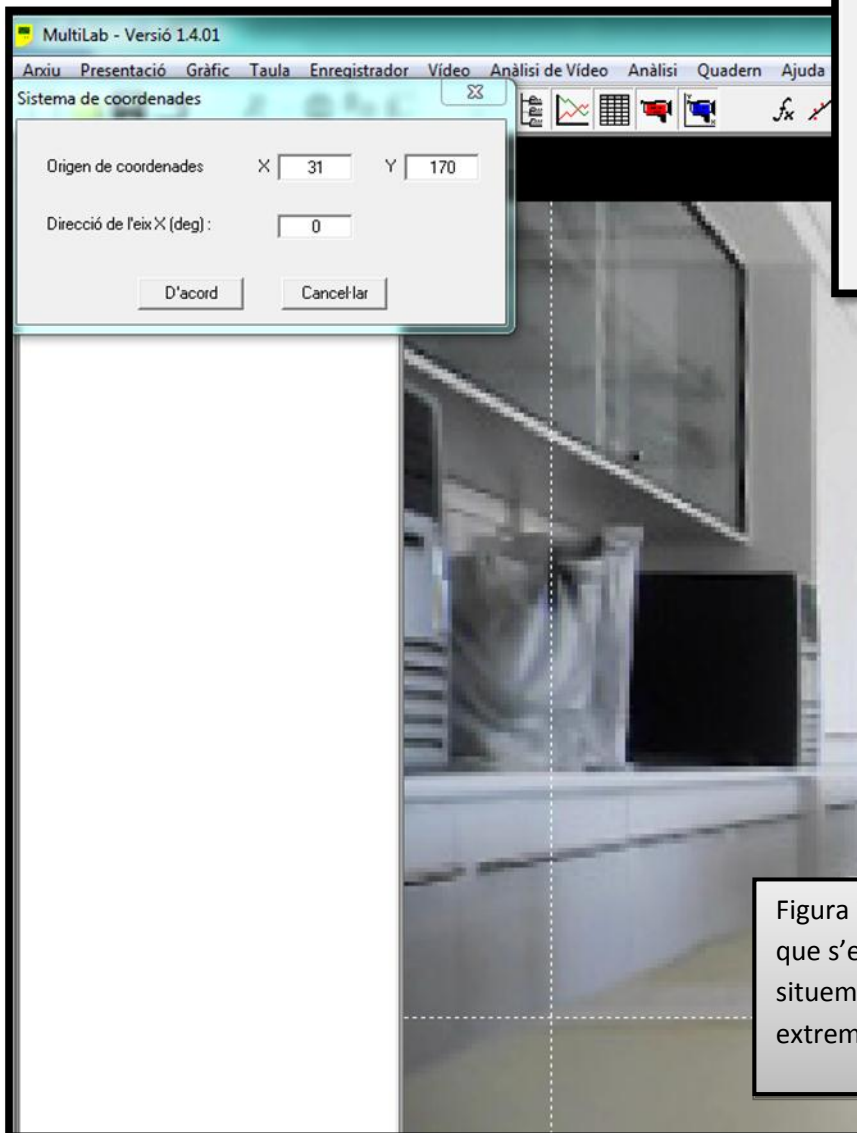 MultiLab - Versió 1.4.01
Arxiu Presentació Gràfic Taula Enregistrador Vídeo Anàlisi de Vídeo Anàlisi Quadern Ajuda
Sistema de coordenades
Origen de coordenades X 31 Y 170
Direcció de l'eix X (deg) : 0
D'acord Cancel·lar
Figura
que s'e
situem
extrem